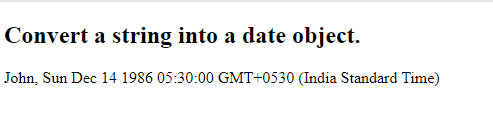 Convert a string into a date object.
John, Sun Dec 14 1986 05:30:00 GMT+0530 (India Standard Time)